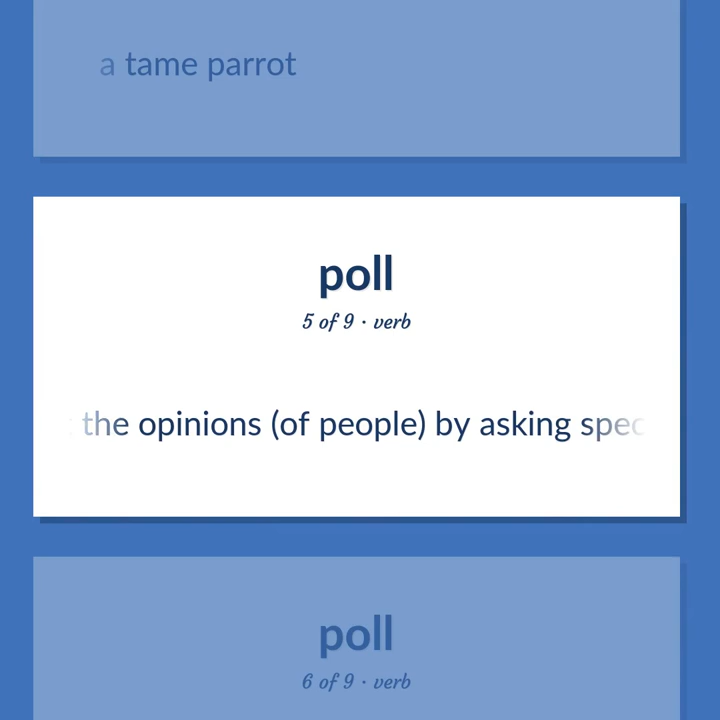 a tame parrot
poll
5 of 9 · verb
the opinions (of people) by asking
poll
6 of 9 · verb